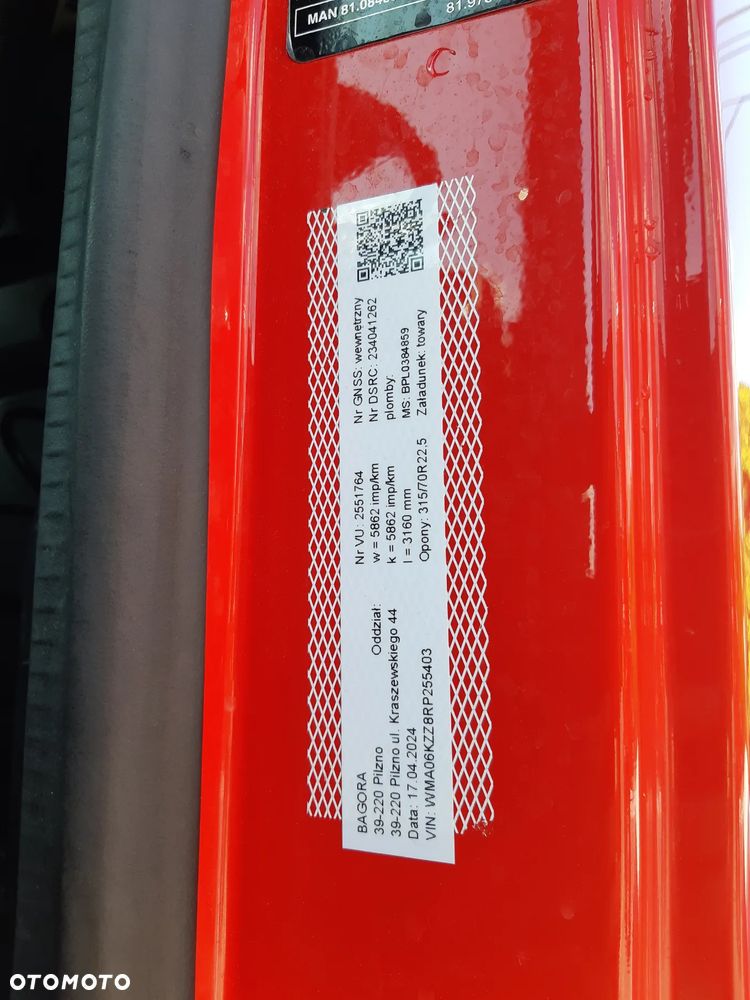 MAN 81.08
81.970
BAGORA
39-220 Pilzno Oddział:
39-220 Pilzno ul. Kraszewskiego 44
Data: 17.04.2024
VIN: WMA06KZZ8RP255403
Nr VU: 2551764
w = 5862 imp/km
k = 5862 imp/km
l = 3160 mm
Opony: 315/70R22,5
Nr GNSS: wewnętrzny
Nr DSRC: 234041262
plomby:
MS: BPL0384859
Załadunek: towary
OTOMOTO